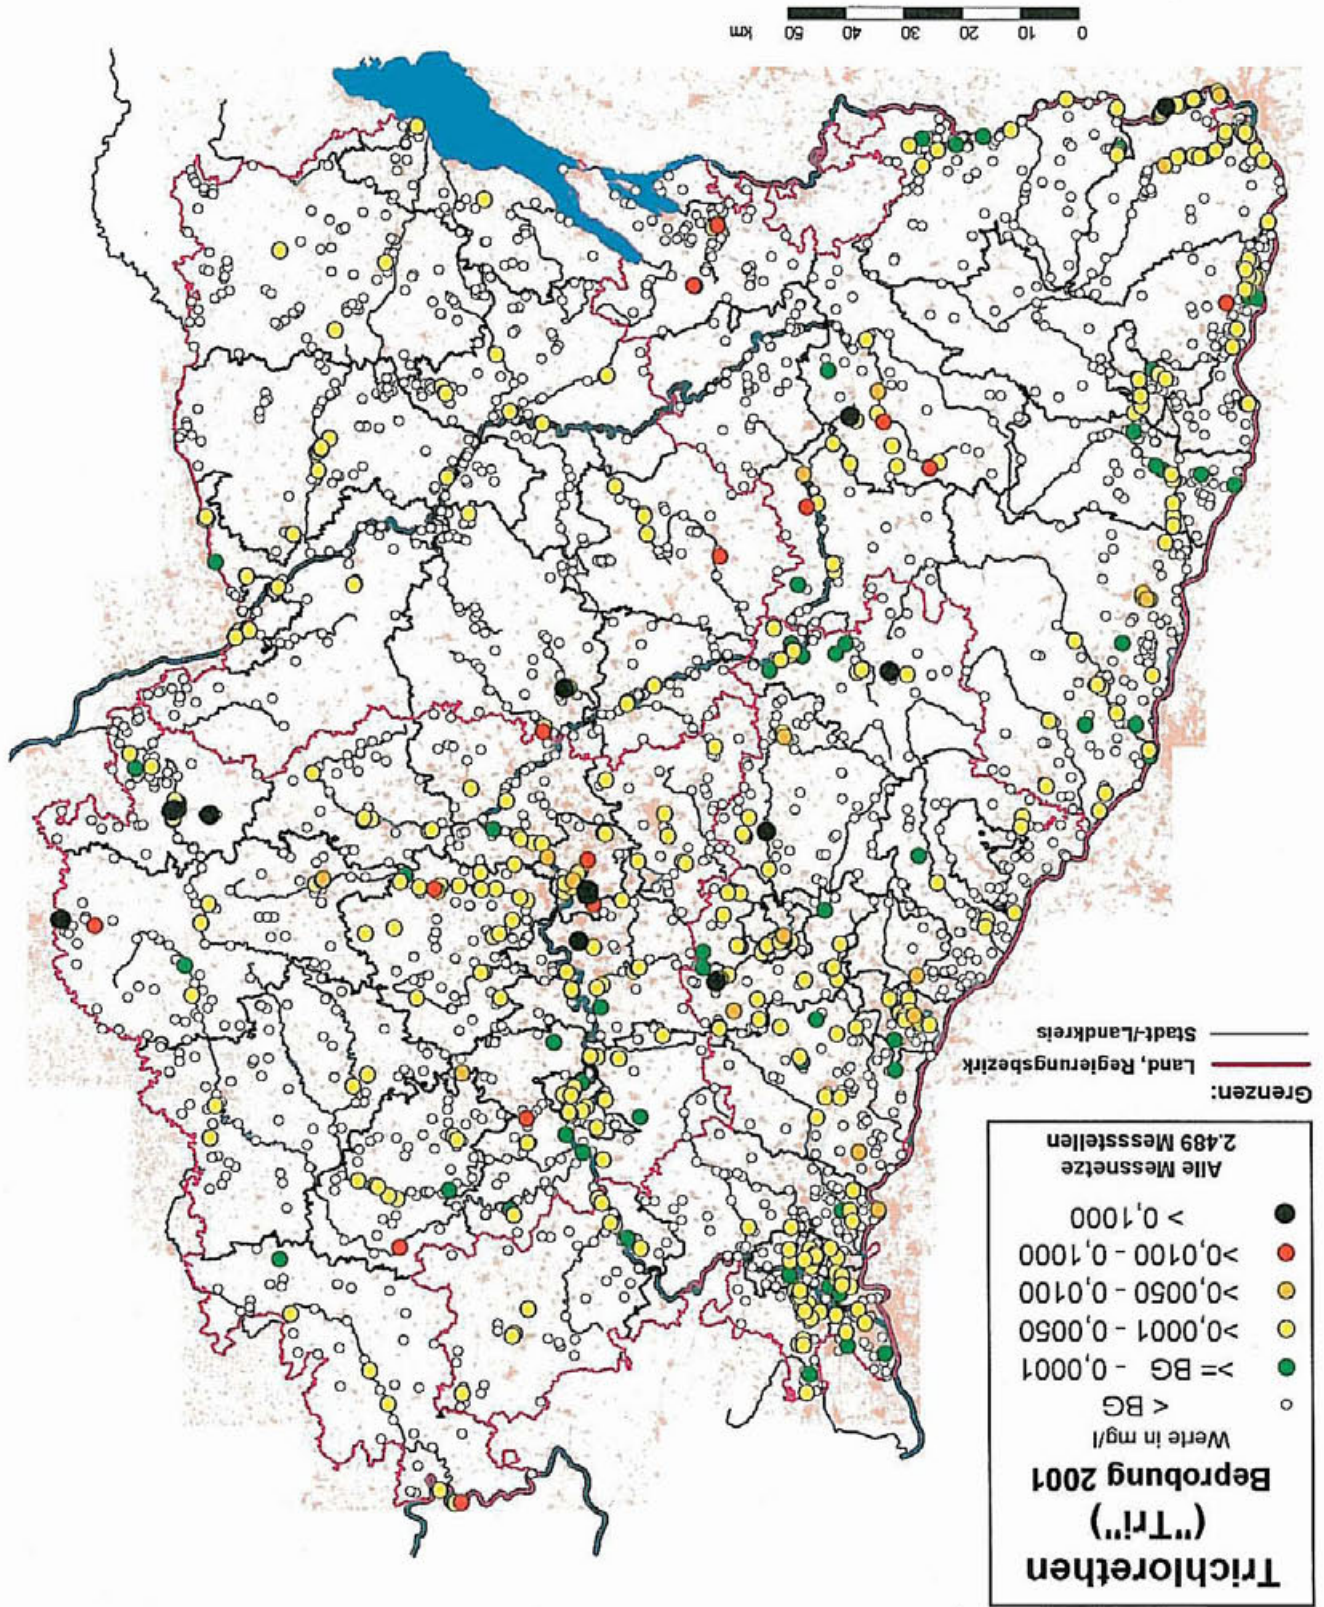 Trichlorethen
("Tri")
Beprobung 2001
Werte in mg/l
< BG
>= BG - 0,0001
>0,0001 - 0,0050
>0,0050 - 0,0100
>0,0100 - 0,1000
> 0,1000
Alle Messnetze
2.489 Messstellen
Grenzen:
Land, Regierungsbezirk
Stadt-/Landkreis
0 10 20 30 40 50 km